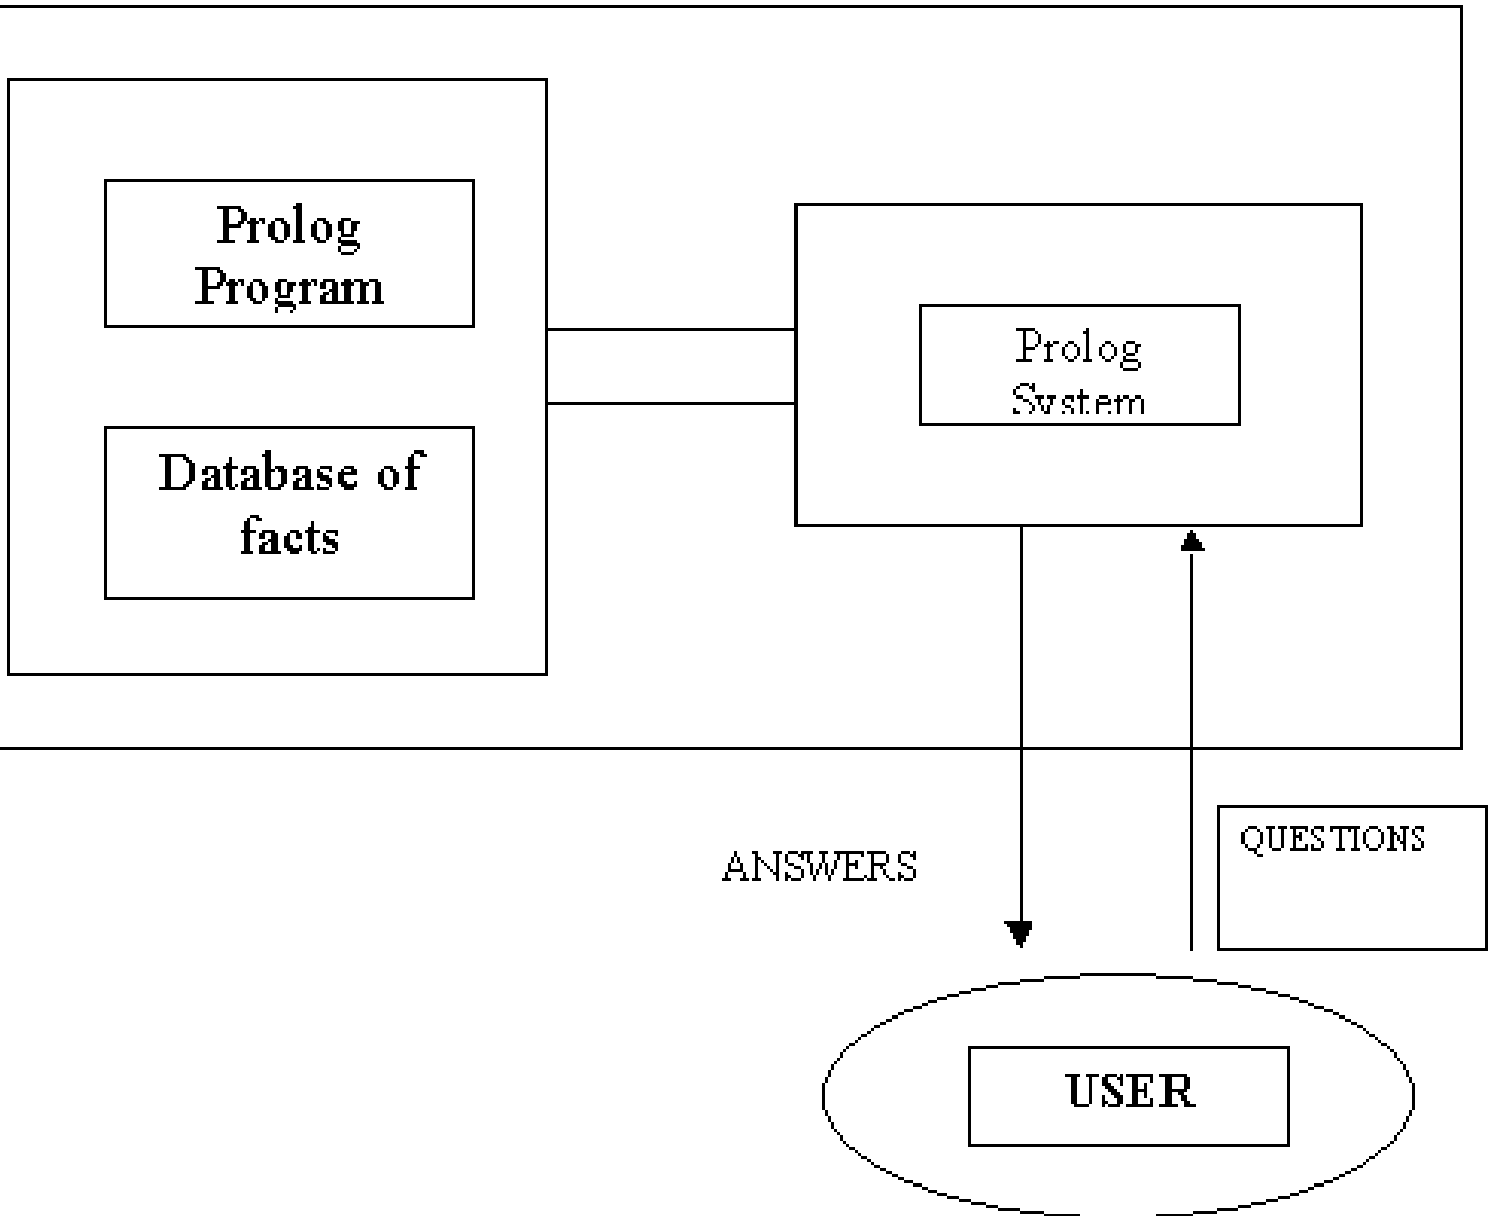 Prolog
Program
Database of
facts
Prolog
System
ANSWERS
QUESTIONS
USER